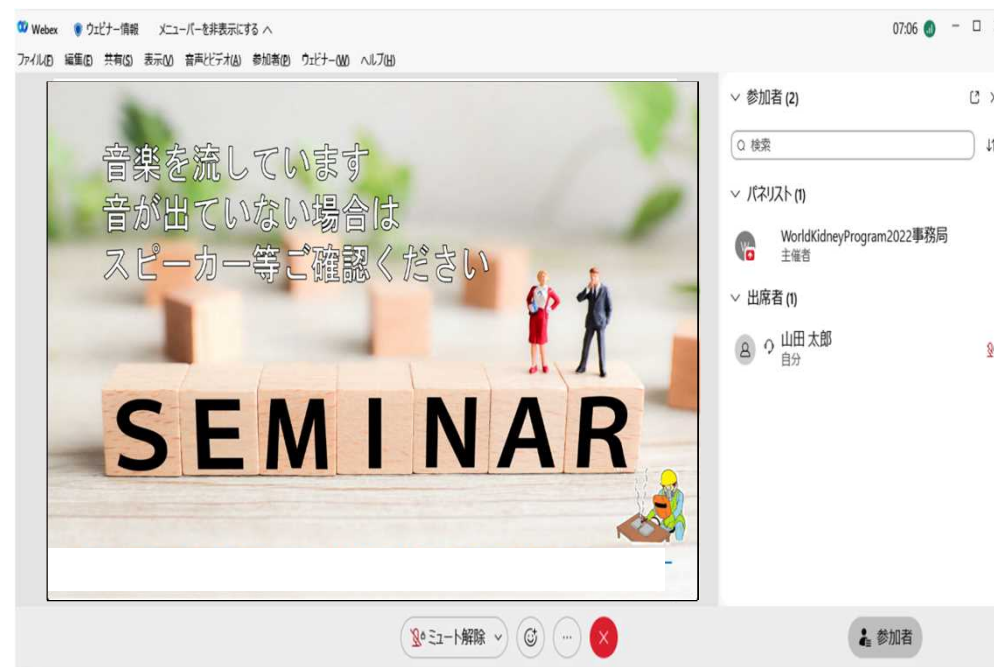 Webex ウェビナー情報 メニューバーを非表示にする 07:06
ファイル(F) 編集(E) 共有(S) 表示(V) 音声とビデオ(A) 参加者(P) ウェビナー(W) ヘルプ(H)
音楽を流しています
音が出ていない場合は
スピーカー等ご確認ください
SEMINAR
参加者 (2)
検索
パネリスト (1)
W
WorldKidneyProgram2022事務局
主催者
出席者 (1)
山田 太郎
自分
ミュート解除
参加者